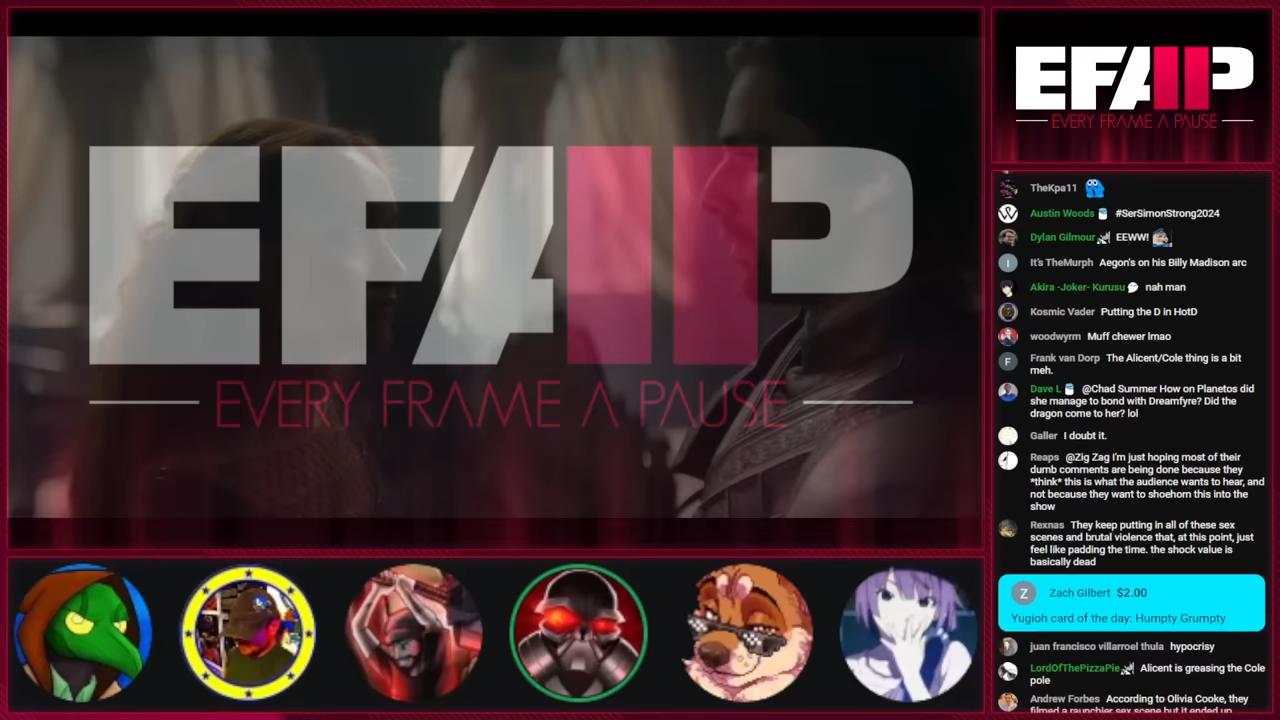 EFAP
EVERY FRAME A PAUSE
EFAP
EVERY FRAME A PAUSE
TheKpa11
Austin Woods #SerSimonStrong2024
Dylan Gilmour EEWW!
I
It's TheMurph Aegon's on his Billy Madison arc
Akira -Joker- Kurusu nah man
Kosmic Vader Putting the D in HotD
woodwyrm Muff chewer lmao
F
Frank van Dorp The Alicent/Cole thing is a bit
meh.
Dave L @Chad Summer How on Planetos did
she manage to bond with Dreamfyre? Did the
dragon come to her? lol
Galler I doubt it.
Reaps @Zig Zag I'm just hoping most of their
dumb comments are being done because they
*think* this is what the audience wants to hear, and
not because they want to shoehorn this into the
show
Rexnas They keep putting in all of these sex
scenes and brutal violence that, at this point, just
feel like padding the time. the shock value is
basically dead
Z
Zach Gilbert $2.00
Yugioh card of the day: Humpty Grumpty
juan francisco villarroel thula hypocrisy
LordOfThePizzaPie Alicent is greasing the Cole
pole
Andrew Forbes According to Olivia Cooke, they
filmed a raunchier sex scene but it ended up